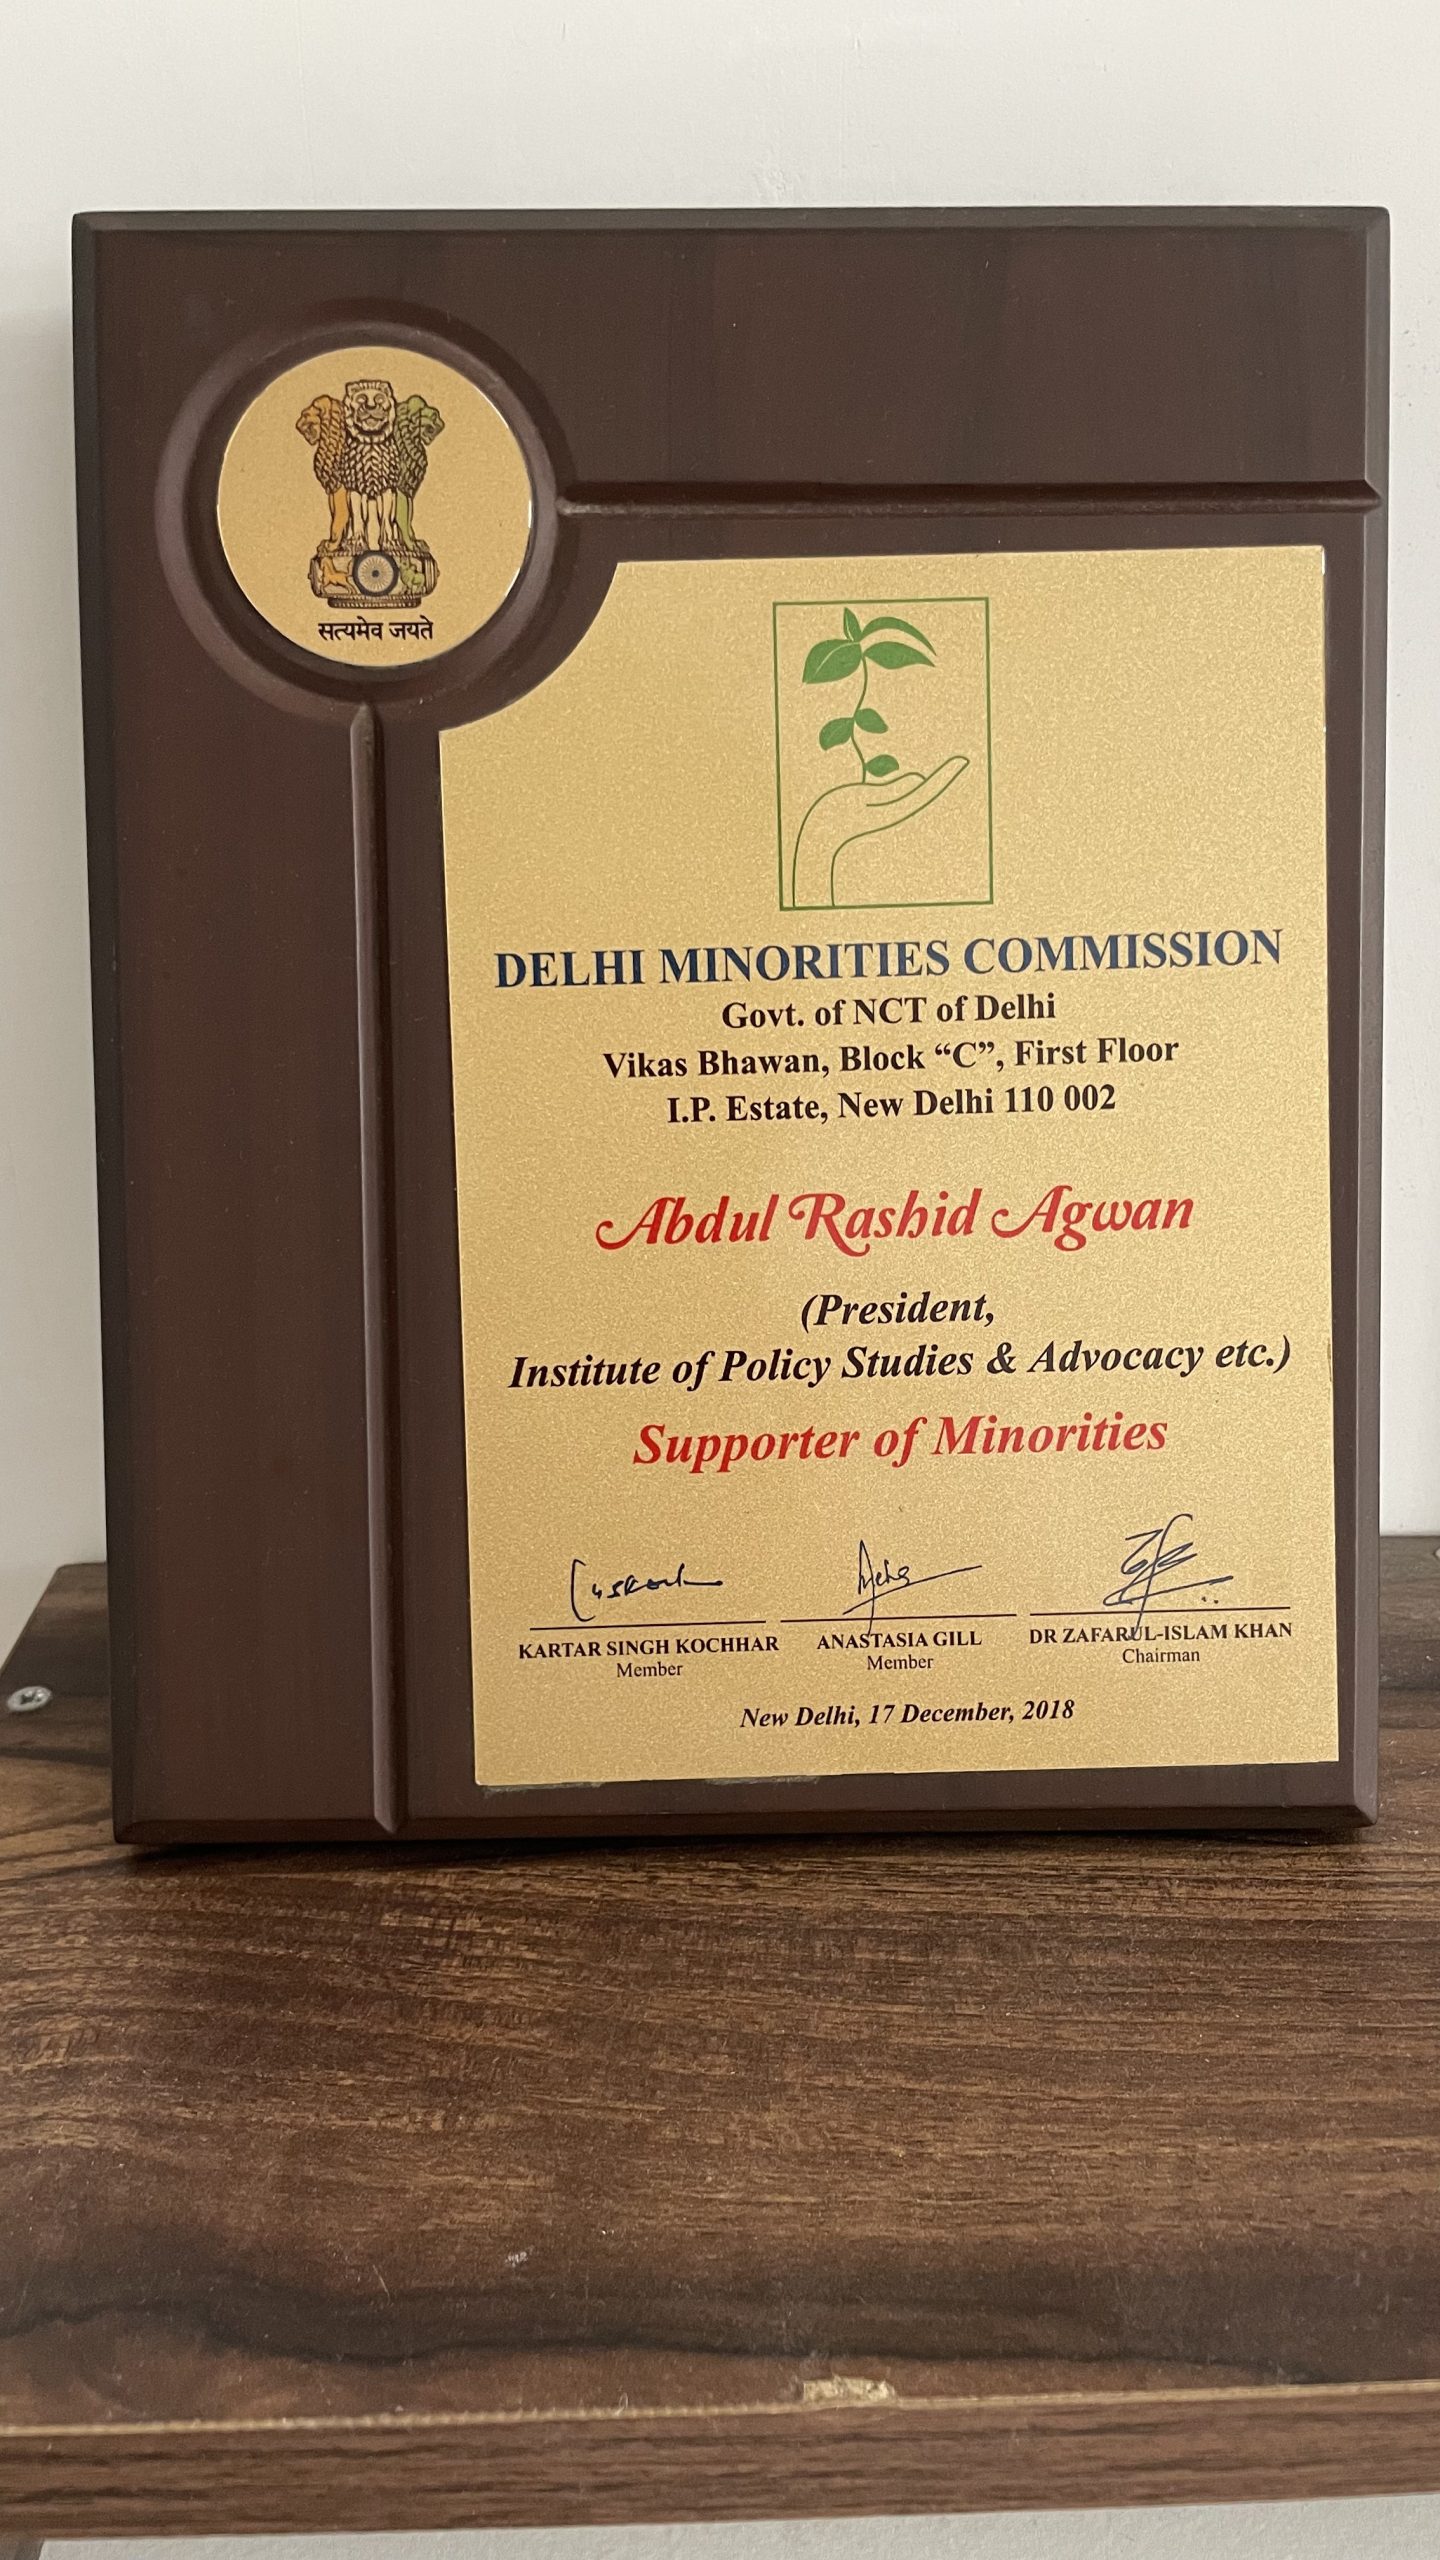 सत्यमेव जयते
DELHI MINORITIES COMMISSION
Govt. of NCT of Delhi
Vikas Bhawan, Block “C”, First Floor
I.P. Estate, New Delhi 110 002
Abdul Rashid Agwan
(President,
Institute of Policy Studies & Advocacy etc.)
Supporter of Minorities
KARTAR SINGH KOCHHAR
Member
ANASTASIA GILL
Member
DR ZAFARUL-ISLAM KHAN
Chairman
New Delhi, 17 December, 2018